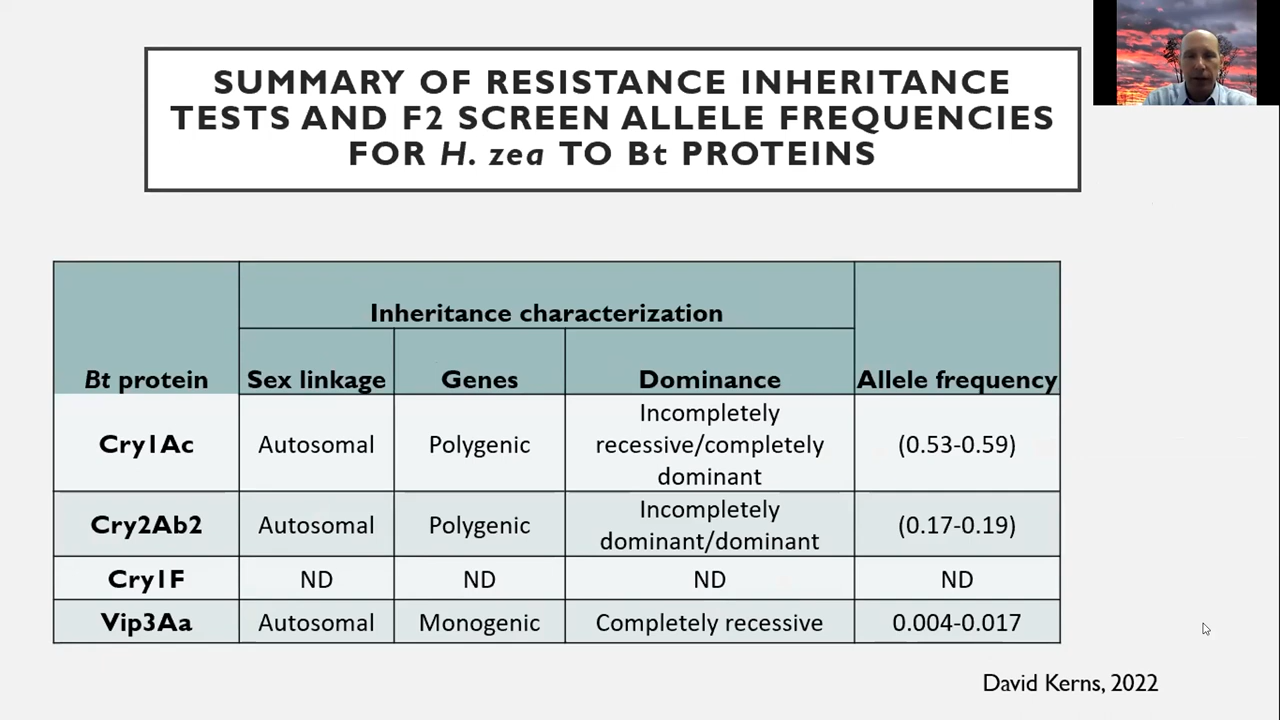 SUMMARY OF RESISTANCE INHERITANCE
TESTS AND F2 SCREEN ALLELE FREQUENCIES
FOR H. zea TO Bt PROTEINS
Inheritance characterization
Bt protein Sex linkage Genes Dominance Allele frequency
Cry1Ac Autosomal Polygenic Incompletely recessive/completely dominant (0.53-0.59)
Cry2Ab2 Autosomal Polygenic Incompletely dominant/dominant (0.17-0.19)
Cry1F ND ND ND ND
Vip3Aa Autosomal Monogenic Completely recessive 0.004-0.017
David Kerns, 2022